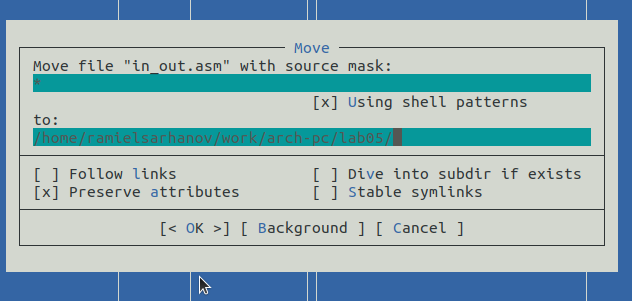 Move
Move file "in_out.asm" with source mask:
*
[x] Using shell patterns
to:
/home/ramielsarhanov/work/arch-pc/lab05/
[ ] Follow links [ ] Dive into subdir if exists
[x] Preserve attributes [ ] Stable symlinks
[< OK >] [ Background ] [ Cancel ]